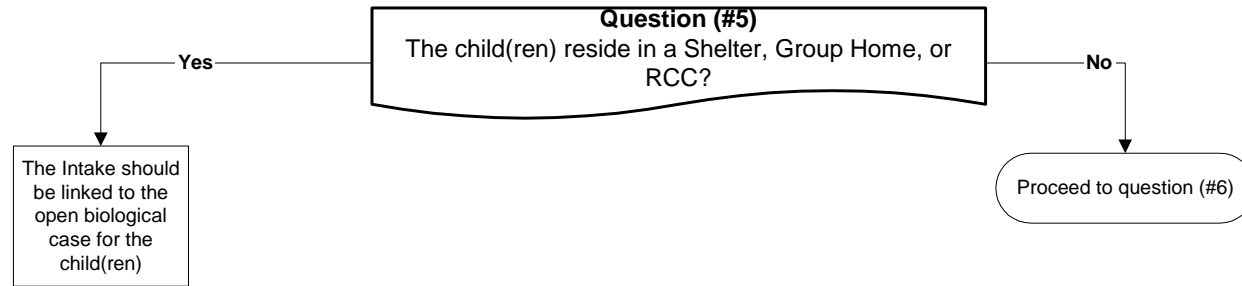 Question (#5)
The child(ren) reside in a Shelter, Group Home, or
RCC?
Yes
No
The Intake should
be linked to the
open biological
case for the
child(ren)
Proceed to question (#6)